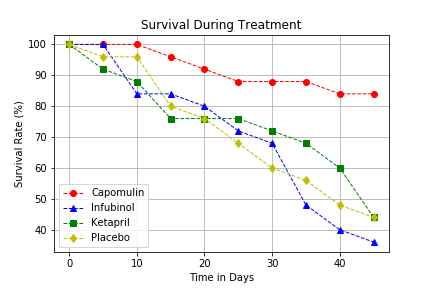 Survival During Treatment
100
90
80
70
60
50
40
Survival Rate (%)
Capomulin
Infubinol
Ketapril
Placebo
0
10
20
30
40
Time in Days